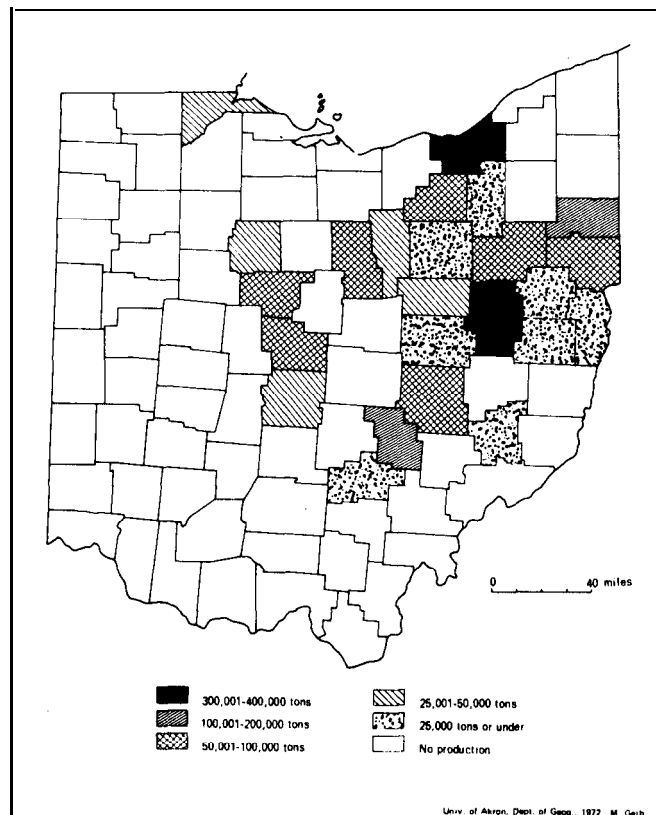 0 40 miles
300,001-400,000 tons
100,001-200,000 tons
50,001-100,000 tons
25,001-50,000 tons
25,000 tons or under
No production
Univ. of Akron, Dept. of Geog., 1972 M. Geib